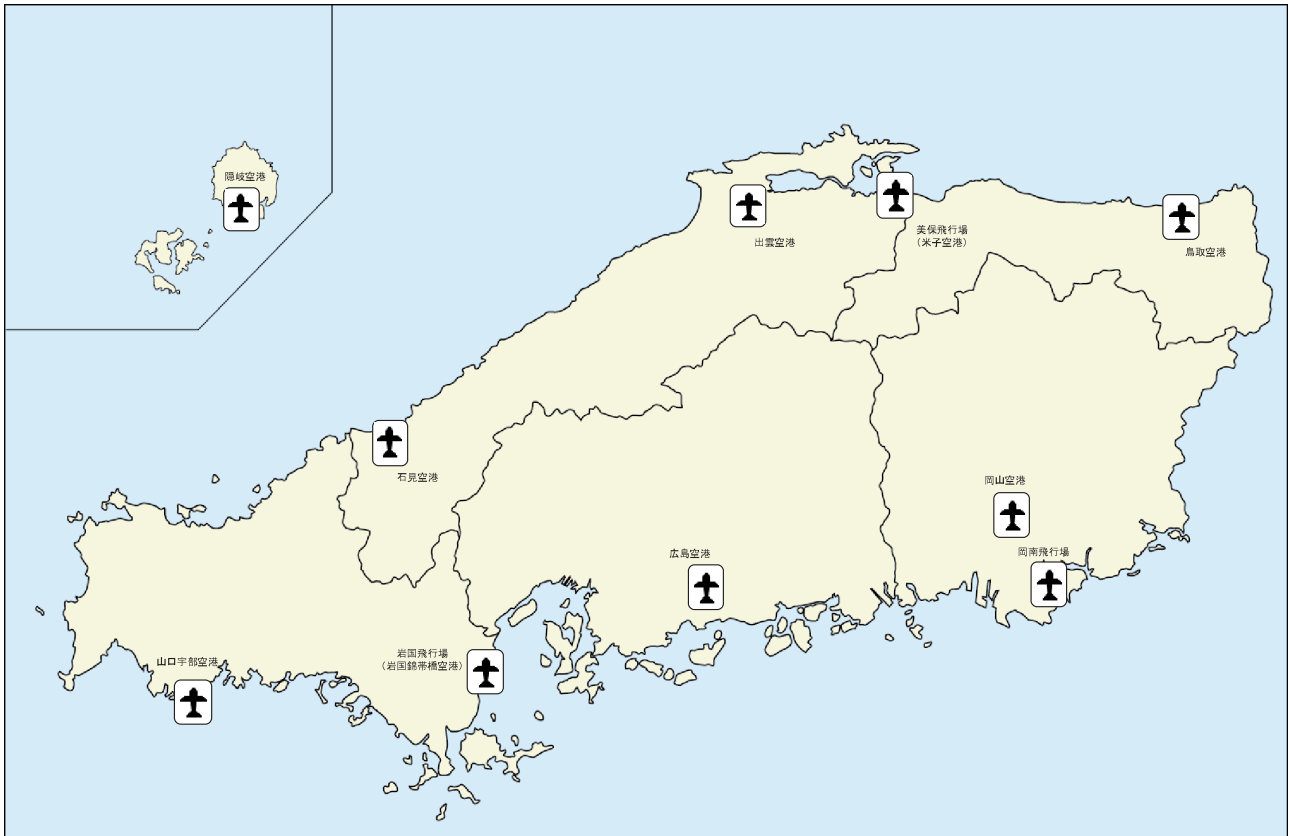 隠岐空港
出雲空港
美保飛行場
（米子空港）
鳥取空港
石見空港
岡山空港
岡南飛行場
広島空港
岩国飛行場
（岩国錦帯橋空港）
山口宇部空港